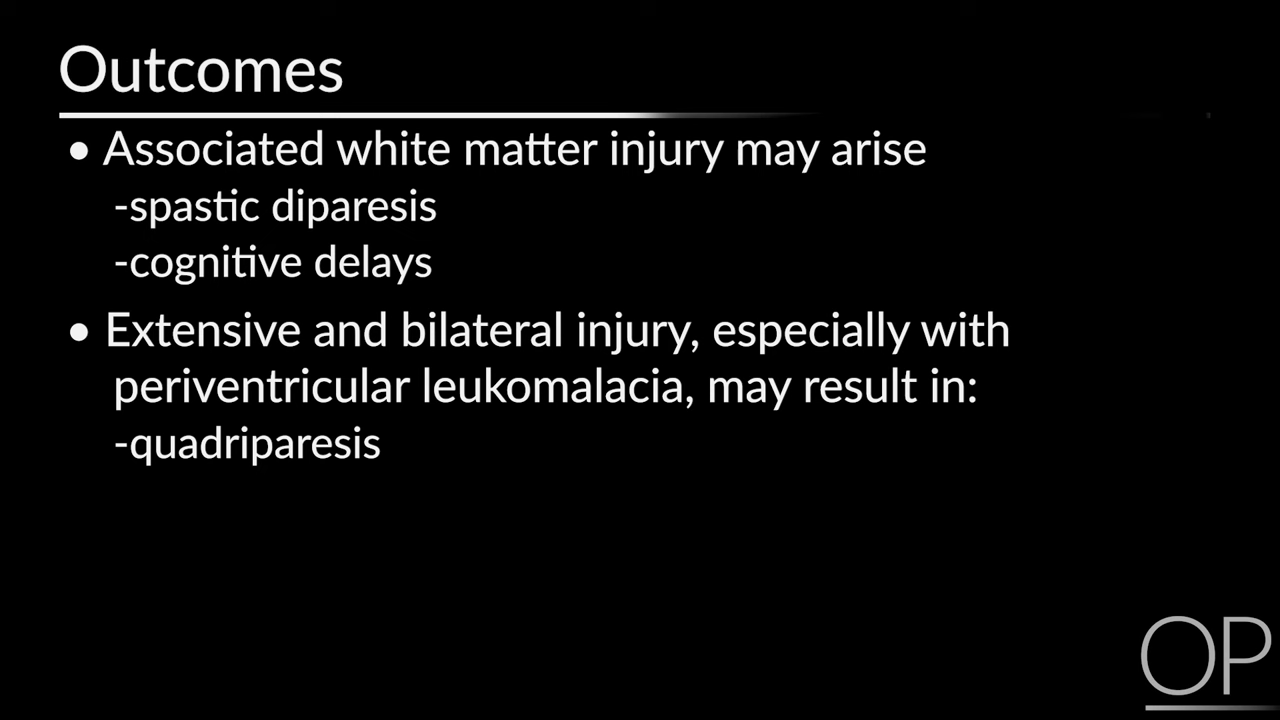 Outcomes
• Associated white matter injury may arise
-spastic diparesis
-cognitive delays
• Extensive and bilateral injury, especially with
periventricular leukomalacia, may result in:
-quadriparesis
OP